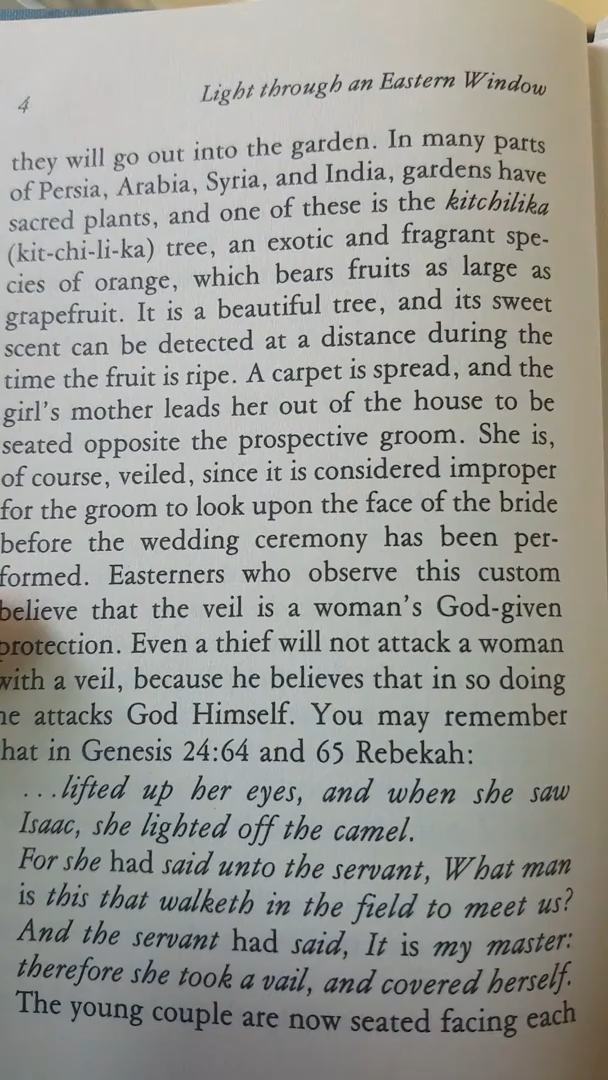 4
Light through an Eastern Window
they will go out into the garden. In many parts
of Persia, Arabia, Syria, and India, gardens have
sacred plants, and one of these is the kitchilika
(kit-chi-li-ka) tree, an exotic and fragrant spe-
cies of orange, which bears fruits as large as
grapefruit. It is a beautiful tree, and its sweet
scent can be detected at a distance during the
time the fruit is ripe. A carpet is spread, and the
girl's mother leads her out of the house to be
seated opposite the prospective groom. She is,
of course, veiled, since it is considered improper
for the groom to look upon the face of the bride
before the wedding ceremony has been per-
formed. Easterners who observe this custom
believe that the veil is a woman's God-given
protection. Even a thief will not attack a woman
with a veil, because he believes that in so doing
he attacks God Himself. You may remember
hat in Genesis 24:64 and 65 Rebekah:
...lifted up her eyes, and when she saw
Isaac, she lighted off the camel.
For she had said unto the servant, What man
is this that walketh in the field to meet us?
And the servant had said, It is my master:
therefore she took a vail, and covered herself.
The young couple are now seated facing each